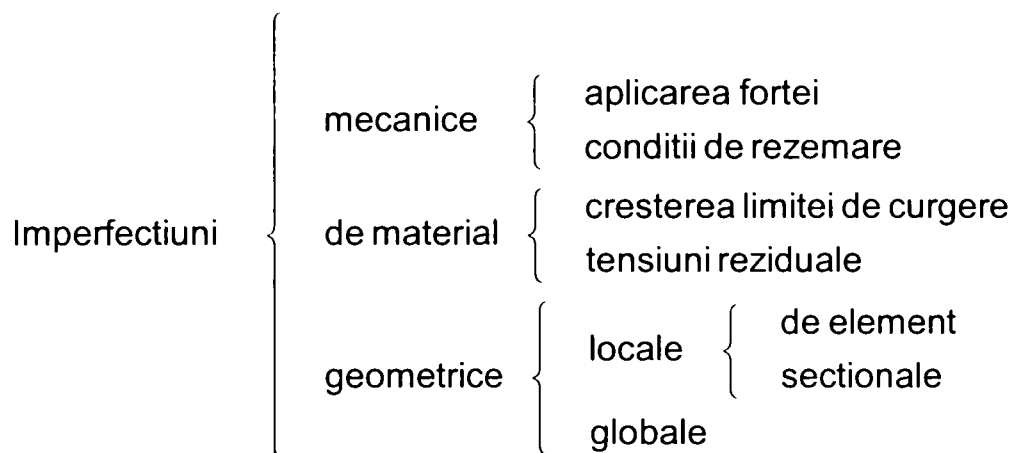 aplicarea fortei
mecanice
conditii de rezemare
cresterea limitei de curgere
Imperfectiuni
de material
tensiuni reziduale
de element
locale
sectionale
geometrice
globale